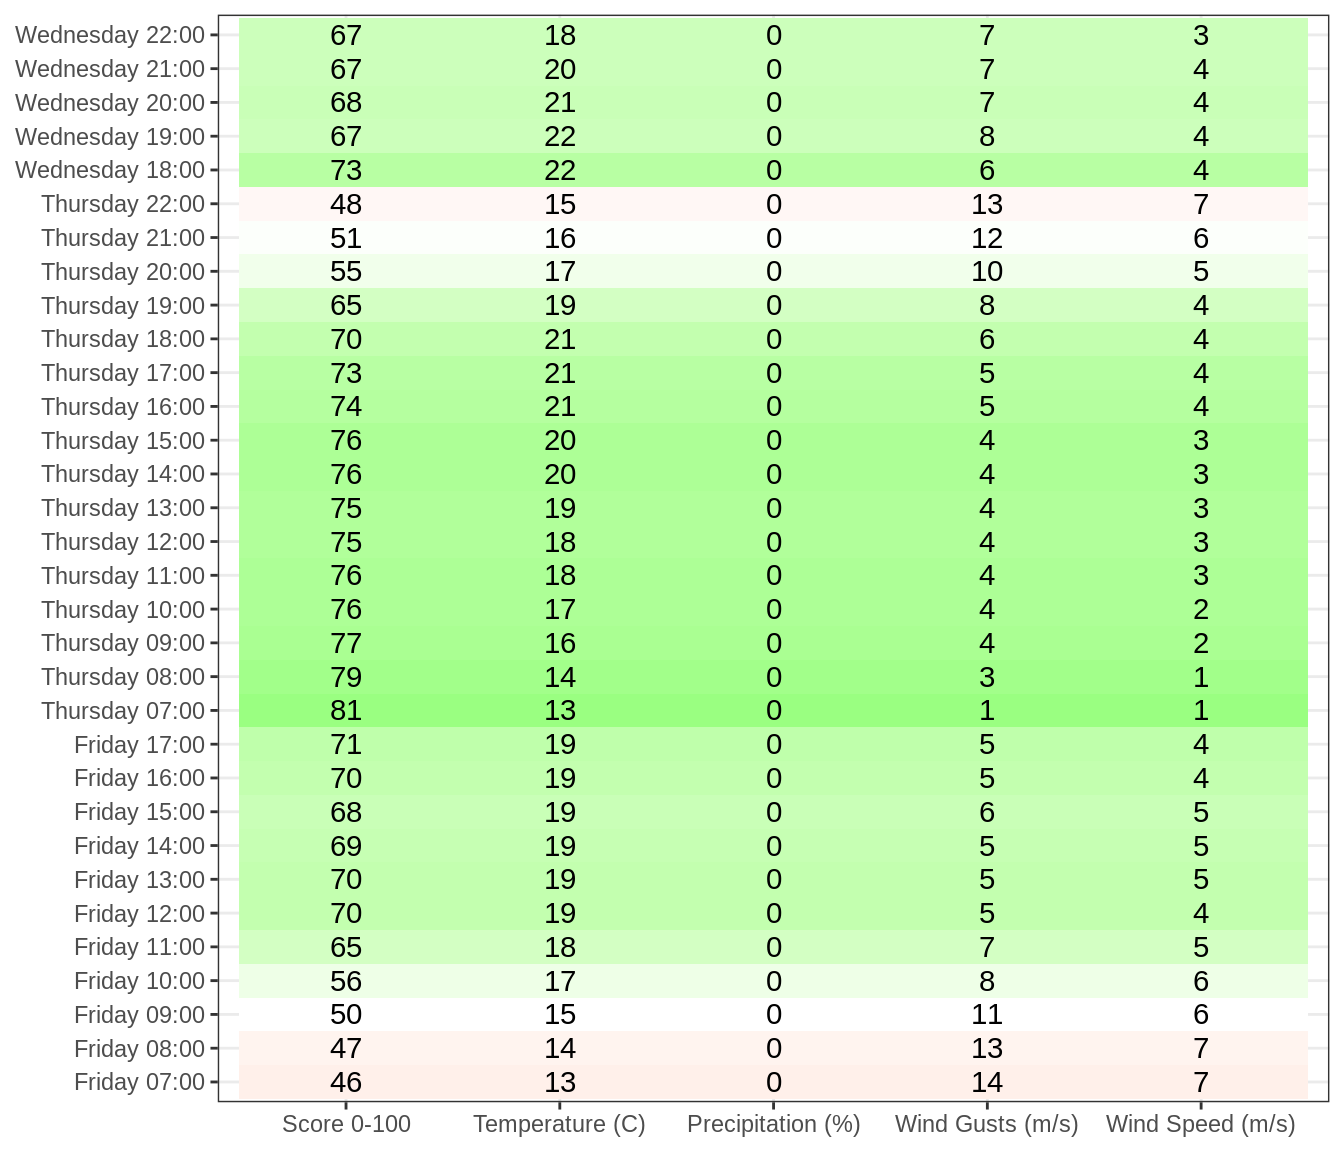 Wednesday 22:00 67 18 0 7 3
Wednesday 21:00 67 20 0 7 4
Wednesday 20:00 68 21 0 7 4
Wednesday 19:00 67 22 0 8 4
Wednesday 18:00 73 22 0 6 4
Thursday 22:00 48 15 0 13 7
Thursday 21:00 51 16 0 12 6
Thursday 20:00 55 17 0 10 5
Thursday 19:00 65 19 0 8 4
Thursday 18:00 70 21 0 6 4
Thursday 17:00 73 21 0 5 4
Thursday 16:00 74 21 0 5 4
Thursday 15:00 76 20 0 4 3
Thursday 14:00 76 20 0 4 3
Thursday 13:00 75 19 0 4 3
Thursday 12:00 75 18 0 4 3
Thursday 11:00 76 18 0 4 3
Thursday 10:00 76 17 0 4 2
Thursday 09:00 77 16 0 4 2
Thursday 08:00 79 14 0 3 1
Thursday 07:00 81 13 0 1 1
Friday 17:00 71 19 0 5 4
Friday 16:00 70 19 0 5 4
Friday 15:00 68 19 0 6 5
Friday 14:00 69 19 0 5 5
Friday 13:00 70 19 0 5 5
Friday 12:00 70 19 0 5 4
Friday 11:00 65 18 0 7 5
Friday 10:00 56 17 0 8 6
Friday 09:00 50 15 0 11 6
Friday 08:00 47 14 0 13 7
Friday 07:00 46 13 0 14 7
Score 0-100 Temperature (C) Precipitation (%) Wind Gusts (m/s) Wind Speed (m/s)